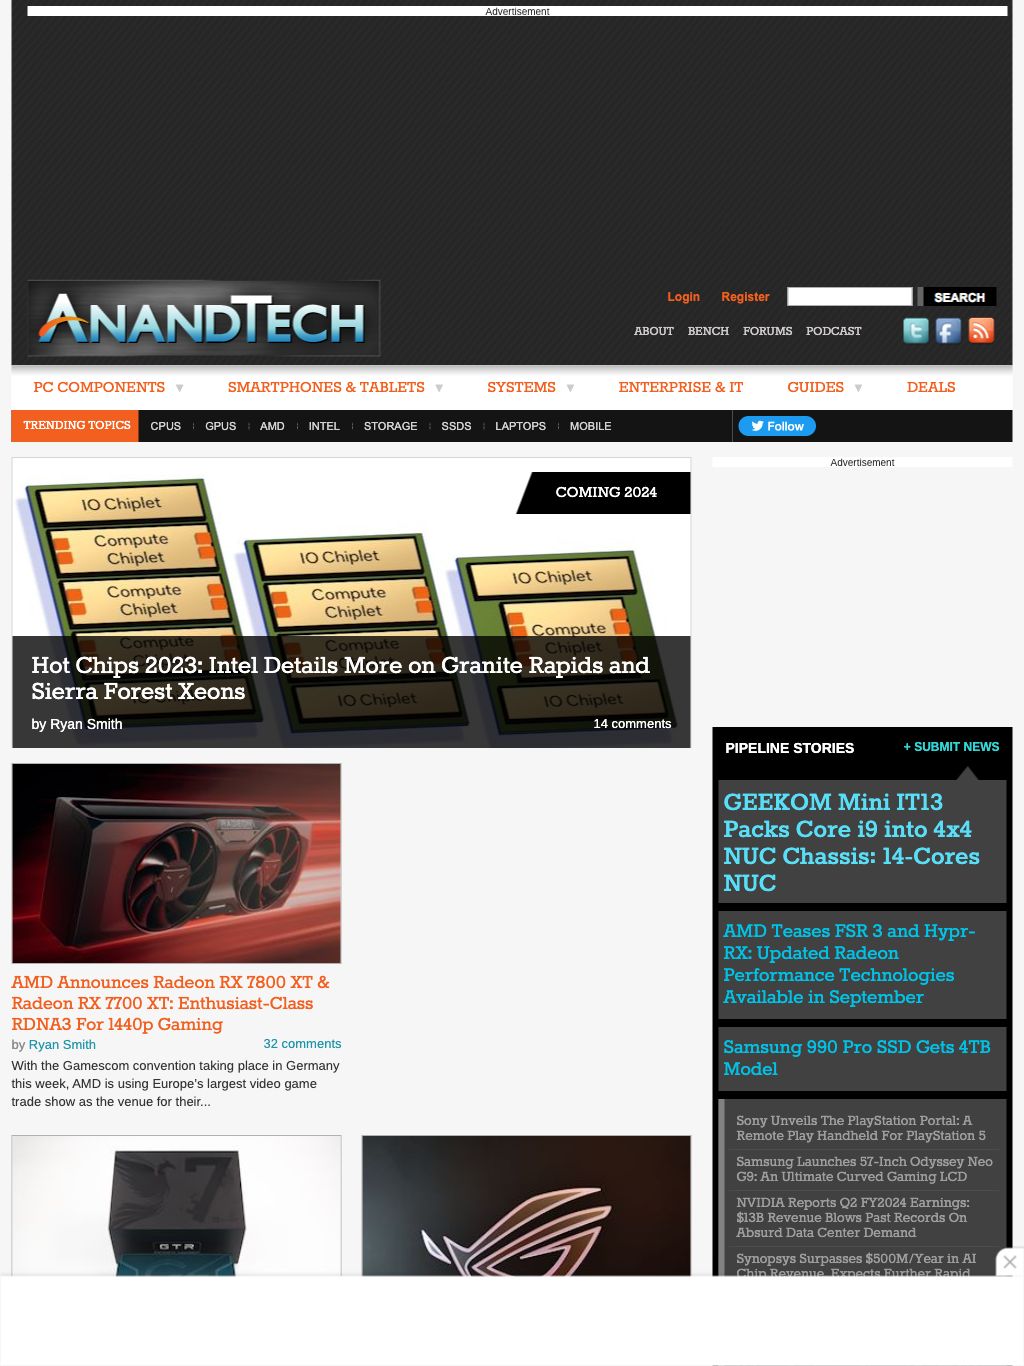 Advertisement
ANANDTECH
Login Register SEARCH
ABOUT BENCH FORUMS PODCAST
PC COMPONENTS SMARTPHONES & TABLETS SYSTEMS ENTERPRISE & IT GUIDES DEALS
TRENDING TOPICS CPUS GPUS AMD INTEL STORAGE SSDS LAPTOPS MOBILE Follow
COMING 2024
IO Chiplet
Compute
Chiplet
Compute
Chiplet
Compute
IO Chiplet
Compute
Chiplet
Compute
IO Chiplet
Compute
Chiplet
IO Chiplet
IO Chiplet
IO Chiplet
Hot Chips 2023: Intel Details More on Granite Rapids and
Sierra Forest Xeons
by Ryan Smith 14 comments
RADEON
AMD Announces Radeon RX 7800 XT &
Radeon RX 7700 XT: Enthusiast-Class
RDNA3 For 1440p Gaming
by Ryan Smith 32 comments
With the Gamescom convention taking place in Germany
this week, AMD is using Europe's largest video game
trade show as the venue for their...
7
GTR
Advertisement
PIPELINE STORIES + SUBMIT NEWS
GEEKOM Mini IT13
Packs Core i9 into 4x4
NUC Chassis: 14-Cores
NUC
AMD Teases FSR 3 and Hypr-
RX: Updated Radeon
Performance Technologies
Available in September
Samsung 990 Pro SSD Gets 4TB
Model
Sony Unveils The PlayStation Portal: A
Remote Play Handheld For PlayStation 5
Samsung Launches 57-Inch Odyssey Neo
G9: An Ultimate Curved Gaming LCD
NVIDIA Reports Q2 FY2024 Earnings:
$13B Revenue Blows Past Records On
Absurd Data Center Demand
Synopsys Surpasses $500M/Year in AI
Chip Revenue, Expects Further Rapid